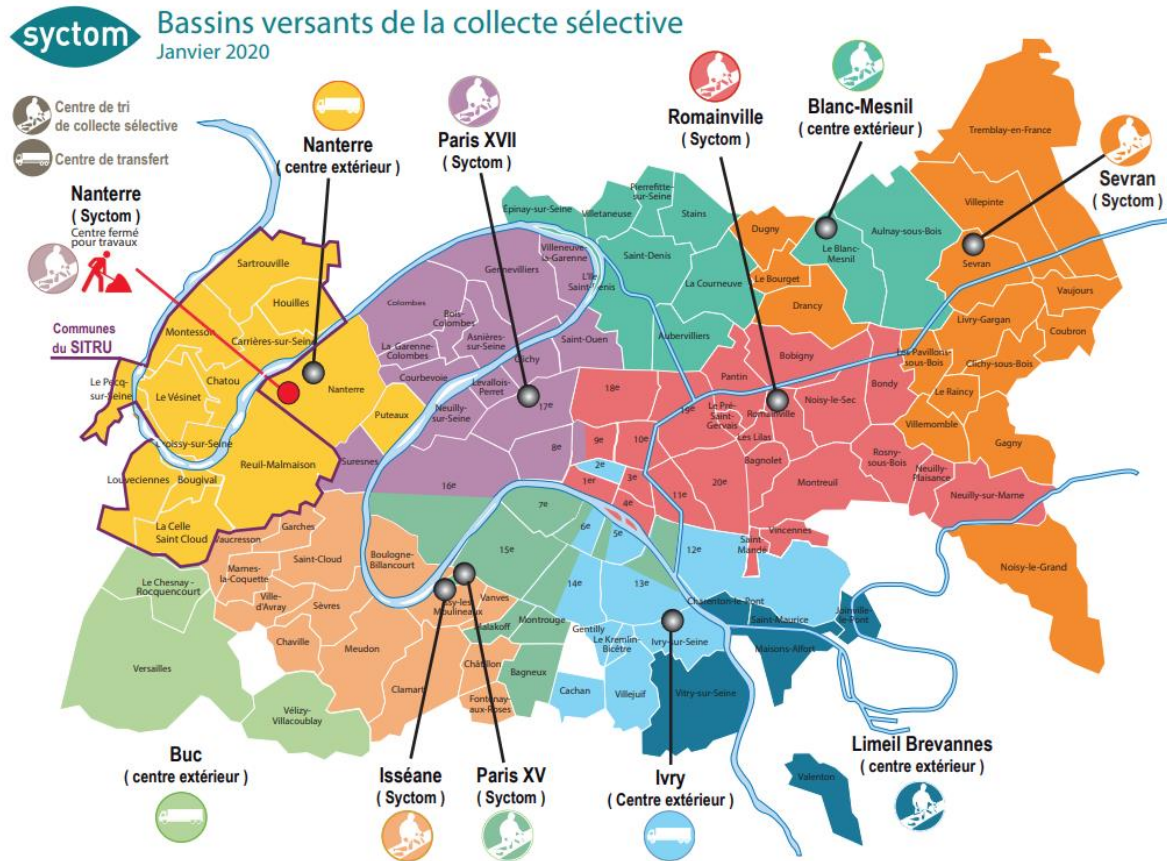 syctom
Bassins versants de la collecte sélective
Janvier 2020
Centre de tri
de collecte sélective
Centre de transfert
Nanterre
( Syctom )
Centre fermé
pour travaux
Communes
du SITRU
Nanterre
( centre extérieur )
Paris XVII
( Syctom )
Romainville
( Syctom )
Blanc-Mesnil
( centre extérieur )
Sevran
( Syctom )
Tremblay-en-France
Villepinte
Sevran
Vaujours
Coubron
Livry-Gargan
Clichy-sous-Bois
Les Pavillons-
sous-Bois
Le Raincy
Villemomble
Gagny
Noisy-le-Grand
Dugny
Le Bourget
Drancy
Le Blanc-
Mesnil
Aulnay-sous-Bois
Épinay-sur-Seine
Villetaneuse
Pierrefitte-
sur-Seine
Stains
Saint-Denis
L'Ile
Saint-Denis
La Courneuve
Aubervilliers
Villeneuve-
la-Garenne
Gennevilliers
Colombes
Bois-
Colombes
Asnières-
sur-Seine
La Garenne-
Colombes
Clichy
Saint-Ouen
Courbevoie
Levallois-
Perret
Neuilly-
sur-Seine
17e
8e
16e
Suresnes
Puteaux
Nanterre
Sartrouville
Houilles
Montesson
Carrières-sur-Seine
Le Pecq-
sur-Seine
Le Vésinet
Chatou
Croissy-sur-Seine
Reuil-Malmaison
Louveciennes
Bougival
La Celle
Saint Cloud
Bobigny
Pantin
Bondy
Le Pré-
Saint-
Gervais
Romainville
Noisy-le-Sec
Les Lilas
Bagnolet
Montreuil
Rosny-
sous-Bois
Neuilly-
Plaisance
Neuilly-sur-Marne
Vincennes
Saint-
Mandé
18e
19e
9e
10e
2e
1er
3e
4e
11e
20e
7e
6e
5e
15e
14e
13e
12e
Vaucresson
Garches
Marnes-
la-Coquette
Saint-Cloud
Boulogne-
Billancourt
Ville-
d'Avray
Sèvres
Chaville
Meudon
Issy-les-
Moulineaux
Vanves
Malakoff
Montrouge
Châtillon
Clamart
Fontenay-
aux-Roses
Bagneux
Le Chesnay -
Rocquencourt
Versailles
Vélizy-
Villacoublay
Gentilly
Le Kremlin-
Bicêtre
Ivry-sur-Seine
Cachan
Villejuif
Charenton-le-Pont
Saint-Maurice
Joinville-
le-Pont
Maisons-Alfort
Vitry-sur-Seine
Valenton
Buc
( centre extérieur )
Isséane
( Syctom )
Paris XV
( Syctom )
Ivry
( Centre extérieur )
Limeil Brevannes
( centre extérieur )